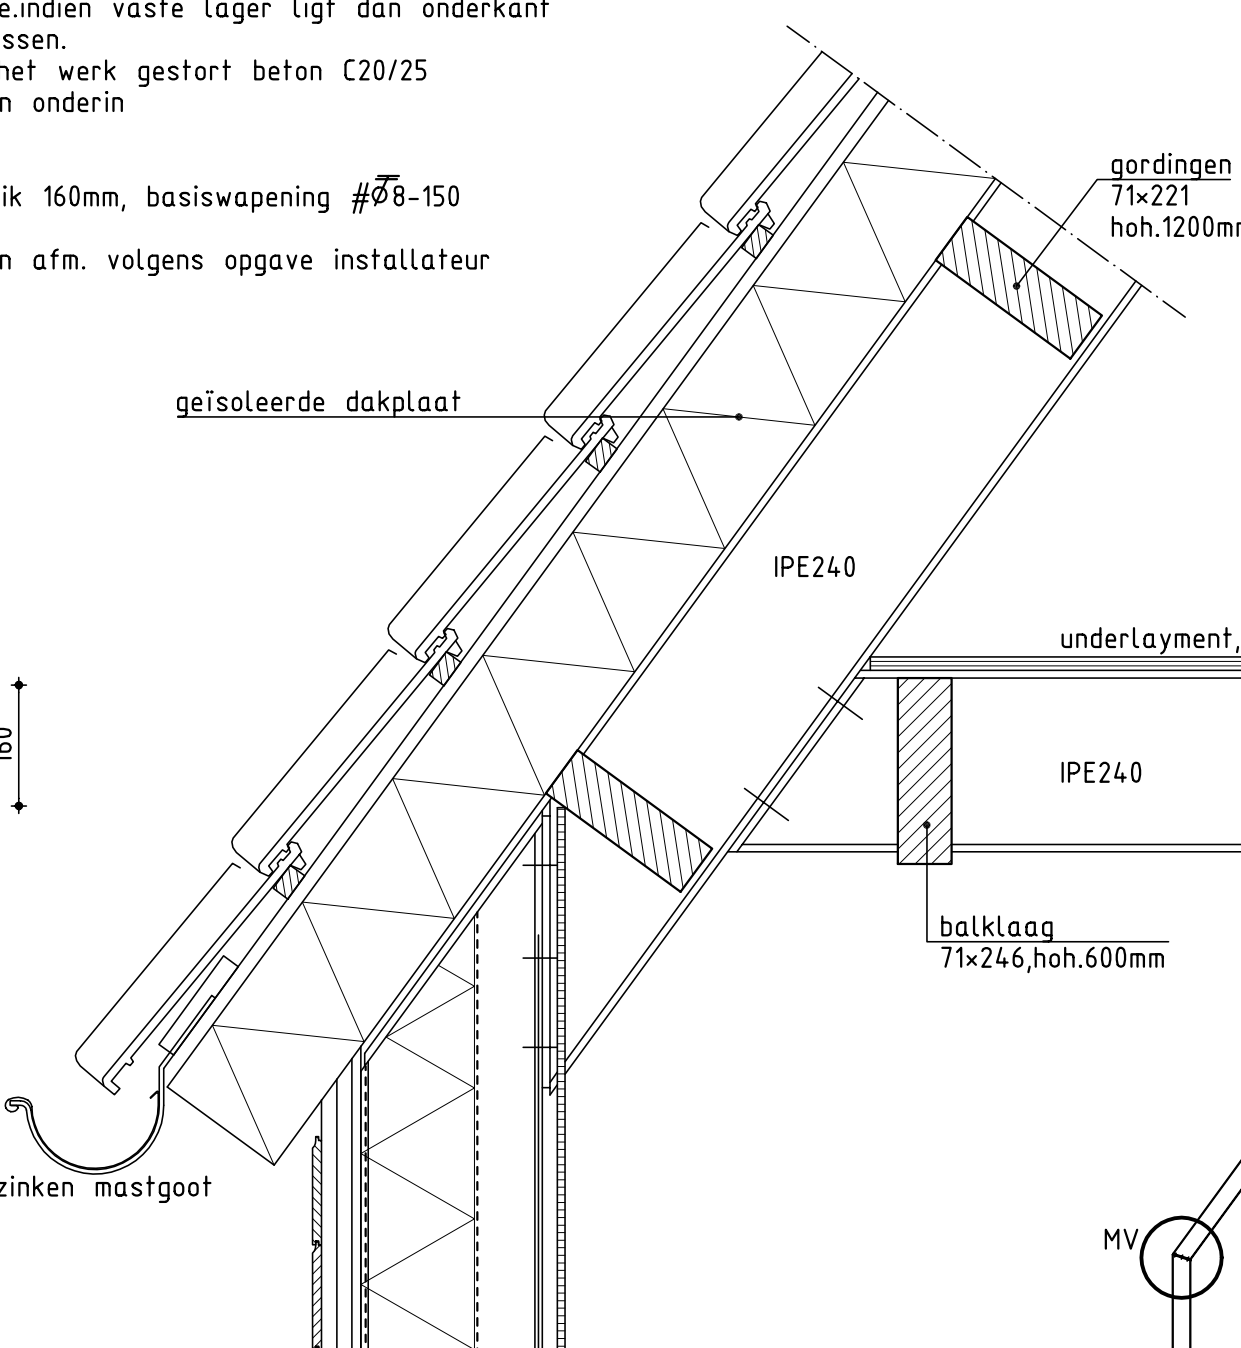 e.indien vaste lager ligt dan onderkant
ssen.
het werk gestort beton C20/25
n onderin
ik 160mm, basiswapening #Ø8-150
n afm. volgens opgave installateur
gordingen
71×221
hoh.1200mm
geïsoleerde dakplaat
IPE240
underlayment,
160
IPE240
balklaag
71×246,hoh.600mm
zinken mastgoot
MV